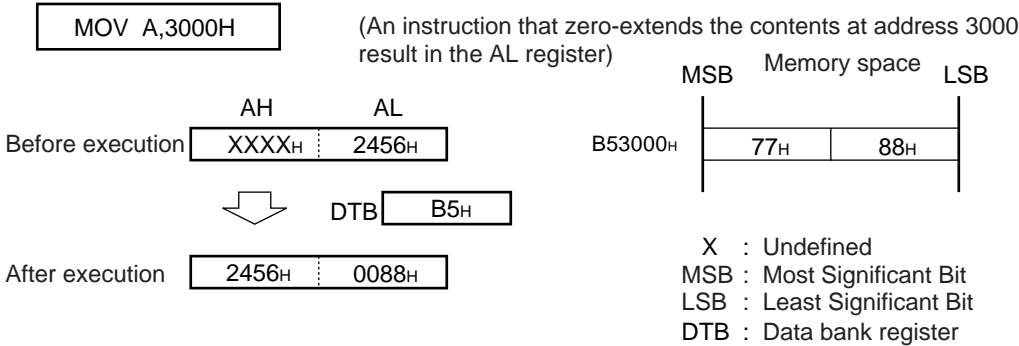 MOV A,3000H
(An instruction that zero-extends the contents at address 3000
result in the AL register)
MSB Memory space LSB
AH AL
Before execution XXXXH 2456H
B53000H 77H 88H
DTB B5H
After execution 2456H 0088H
X : Undefined
MSB : Most Significant Bit
LSB : Least Significant Bit
DTB : Data bank register